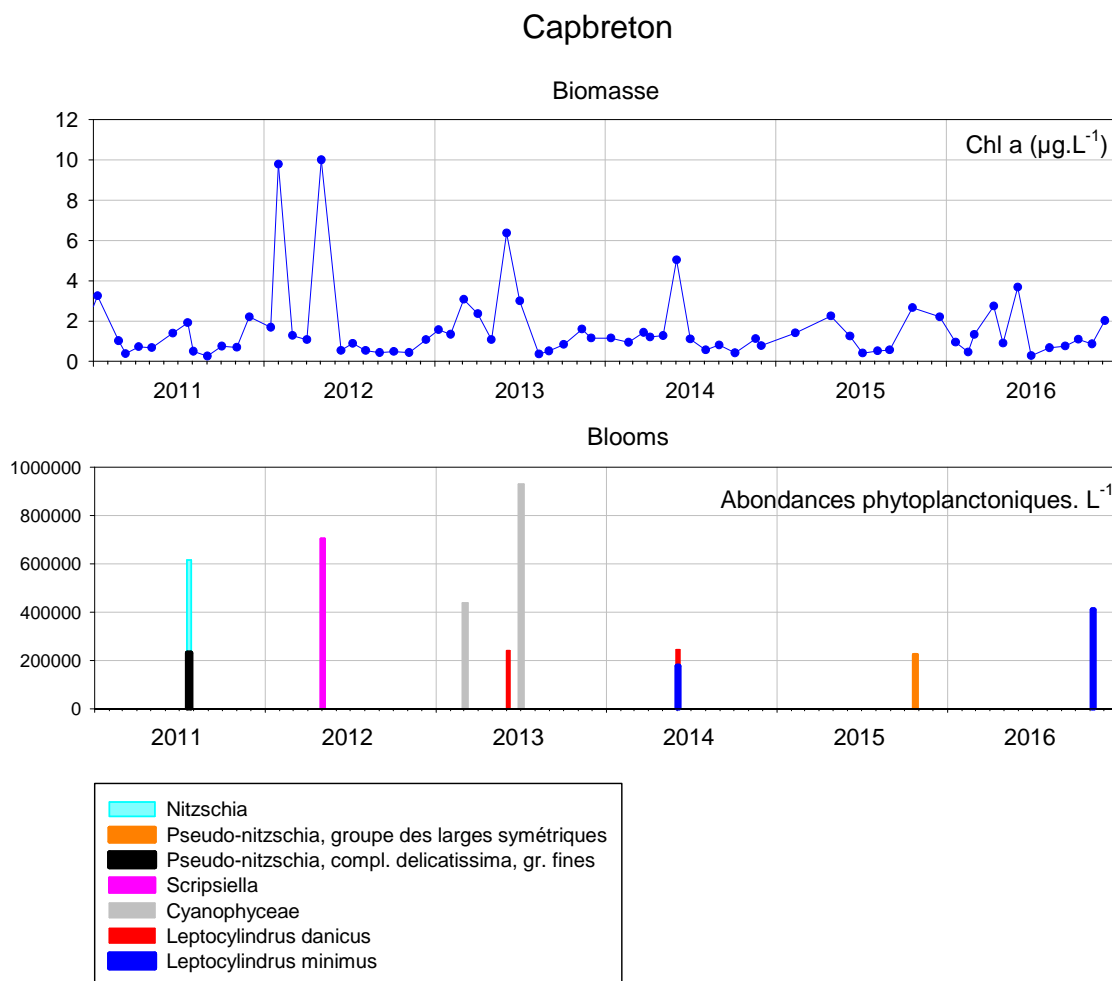 Capbreton
Biomasse
Chl a (µg.L-1)
12
10
8
6
4
2
0
2011 2012 2013 2014 2015 2016
Blooms
Abondances phytoplanctoniques. L-1
1000000
800000
600000
400000
200000
0
2011 2012 2013 2014 2015 2016
Nitzschia
Pseudo-nitzschia, groupe des larges symétriques
Pseudo-nitzschia, compl. delicatissima, gr. fines
Scripsiella
Cyanophyceae
Leptocylindrus danicus
Leptocylindrus minimus